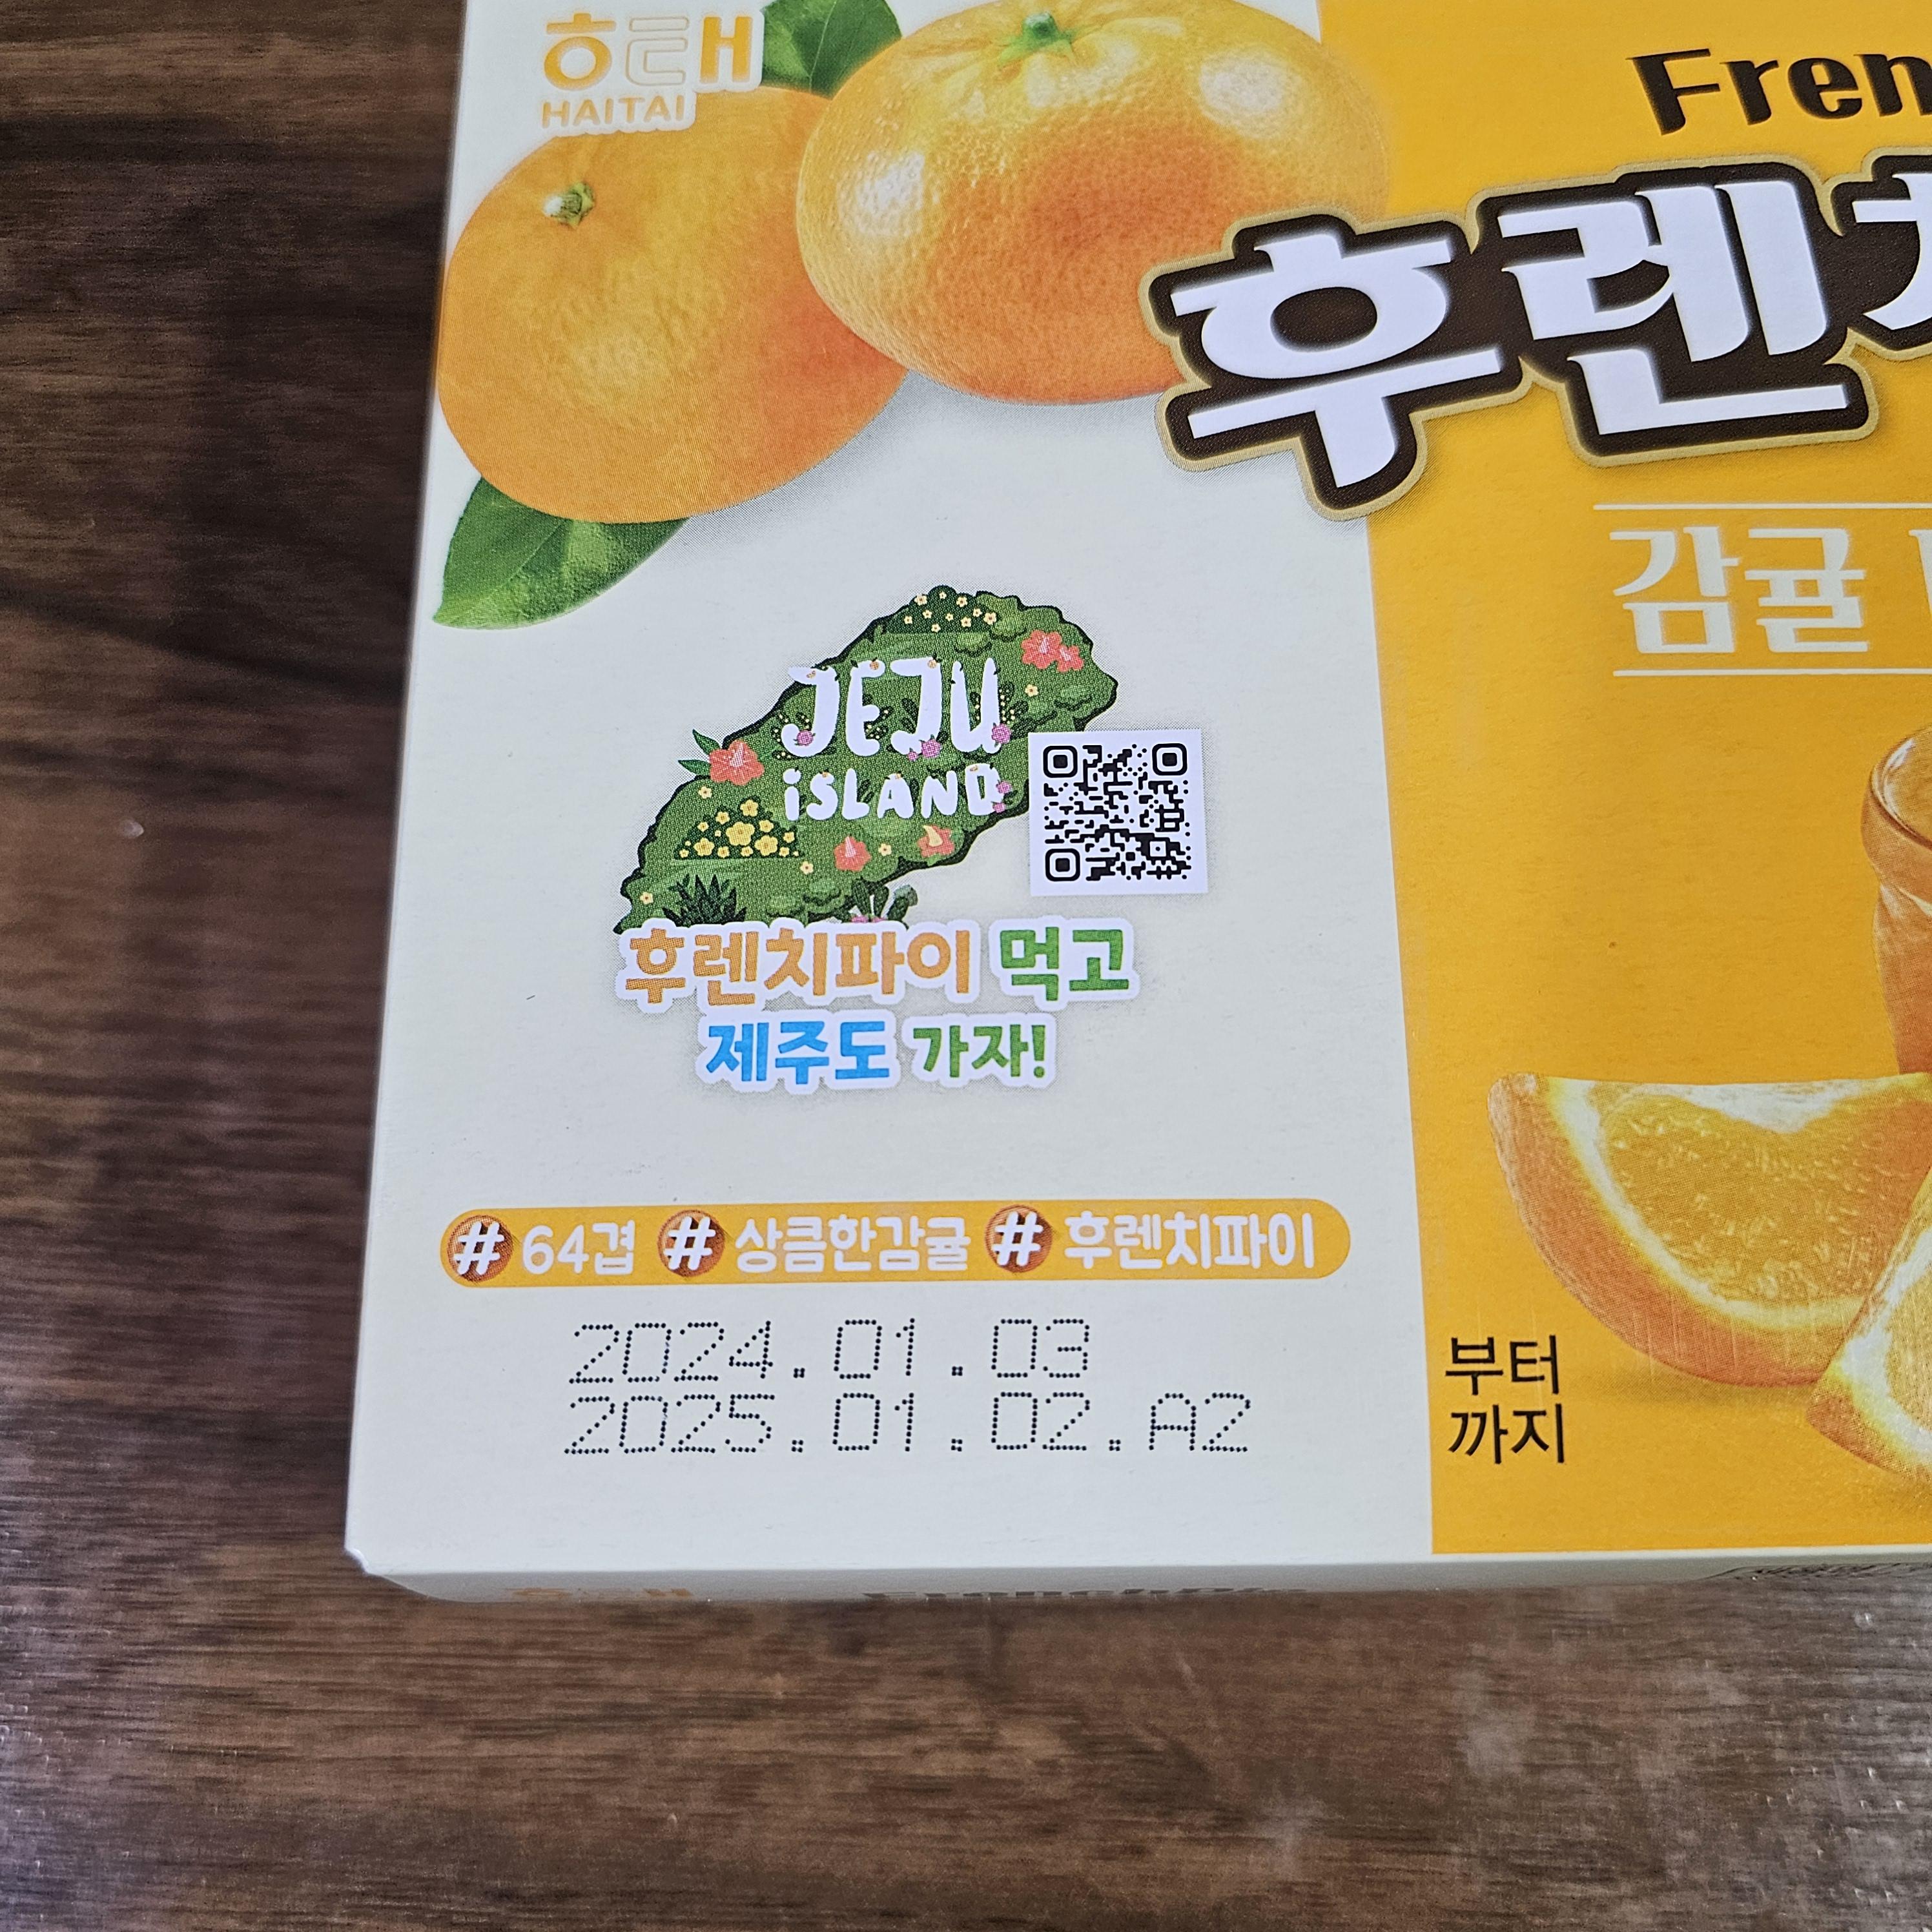 해태
HAITAI
Fren
후렌
감귤
JEJU
ISLAND
후렌치파이 먹고
제주도 가자!
# 64겹 # 상큼한감귤 # 후렌치파이
2024.01.03 부터
2025.01.02.A2 까지